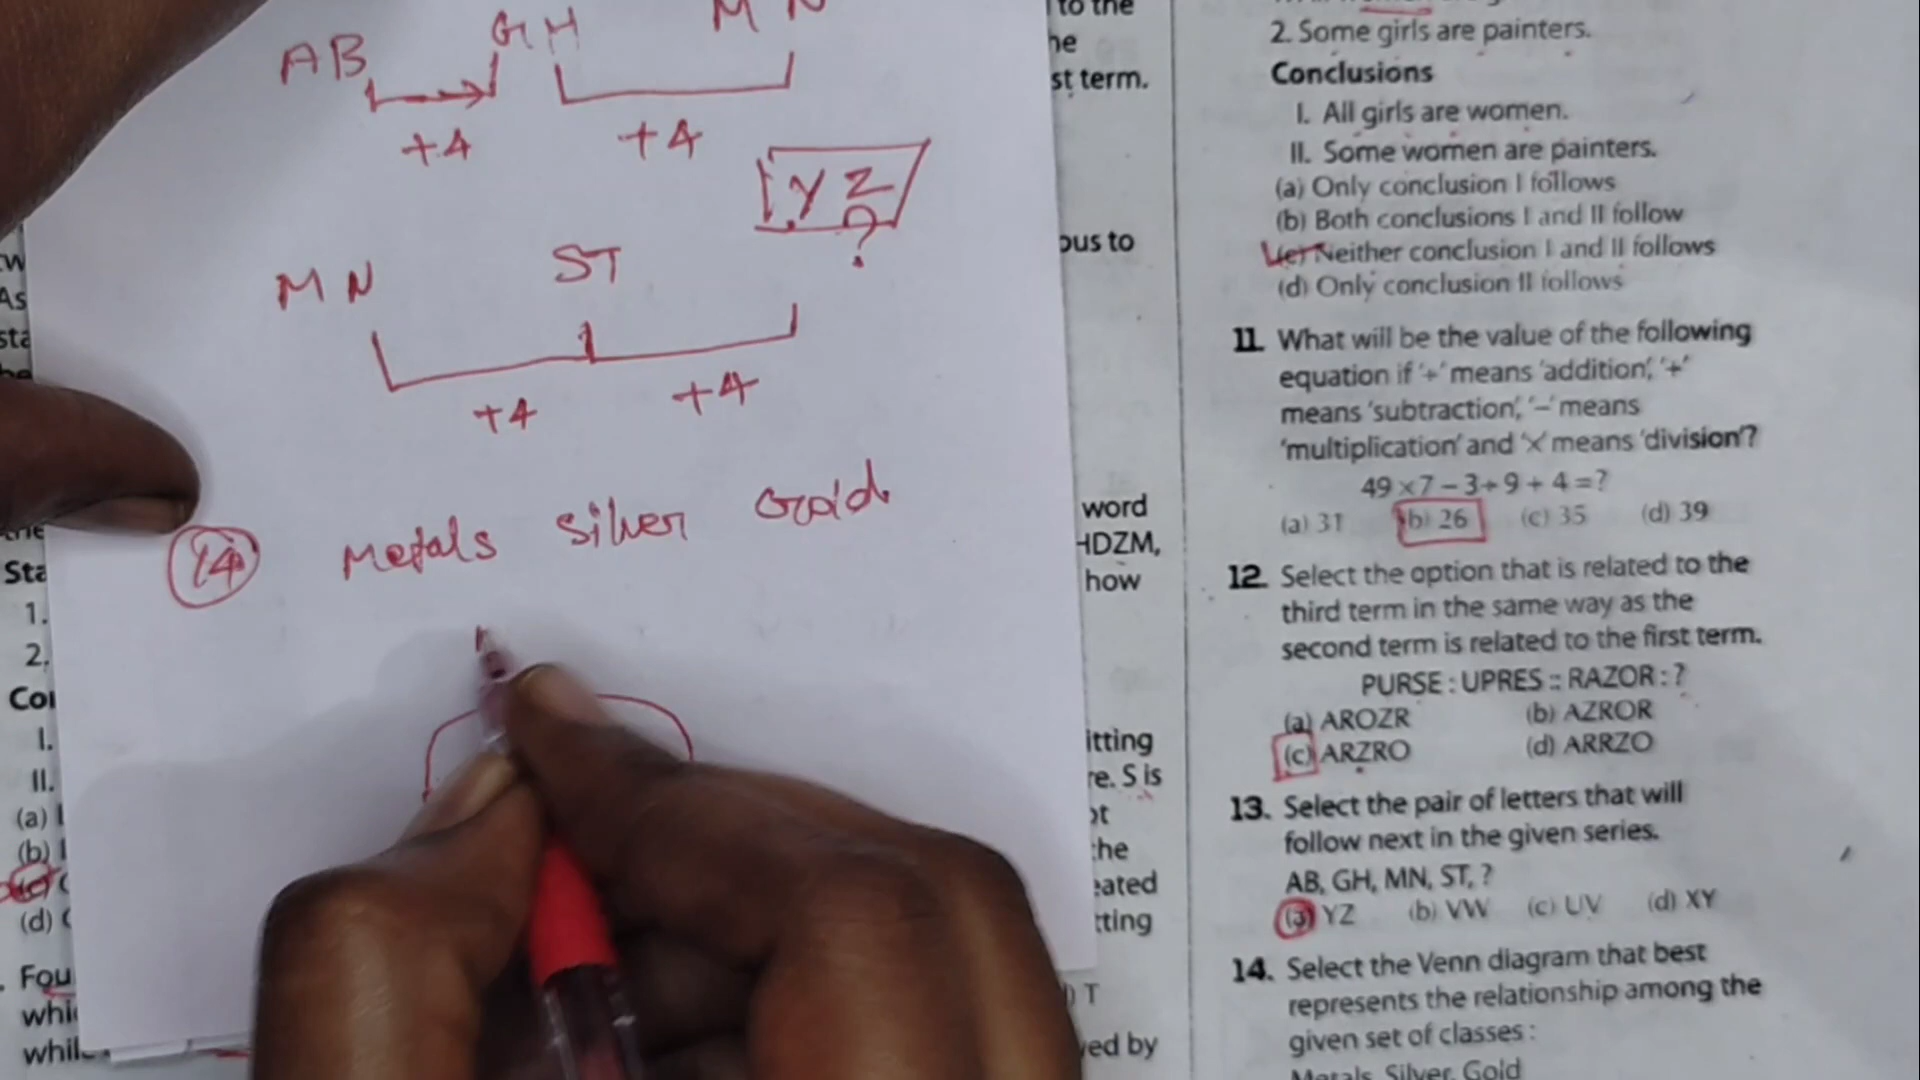 AB GH M N
+4 +4
YZ
?
MN ST
+4 +4
14 Metals Silver Gold
to the
he
st term.
ous to
word
HDZM,
how
itting
re. S is
ot
the
eated
tting
) T
ved by
Sta
1.
2.
I.
II.
(a)
(b)
(c)
(d)
Fou
whi
whil
2. Some girls are painters.
Conclusions
I. All girls are women.
II. Some women are painters.
(a) Only conclusion I follows
(b) Both conclusions I and II follow
(c) Neither conclusion I and II follows
(d) Only conclusion II follows
11. What will be the value of the following
equation if '÷' means 'addition', '+'
means 'subtraction', '−' means
'multiplication' and '×' means 'division'?
49 × 7 − 3 ÷ 9 + 4 = ?
(a) 31 (b) 26 (c) 35 (d) 39
12. Select the option that is related to the
third term in the same way as the
second term is related to the first term.
PURSE : UPRES :: RAZOR : ?
(a) AROZR (b) AZROR
(c) ARZRO (d) ARRZO
13. Select the pair of letters that will
follow next in the given series.
AB, GH, MN, ST, ?
(a) YZ (b) VW (c) UV (d) XY
14. Select the Venn diagram that best
represents the relationship among the
given set of classes :
Metals, Silver, Gold